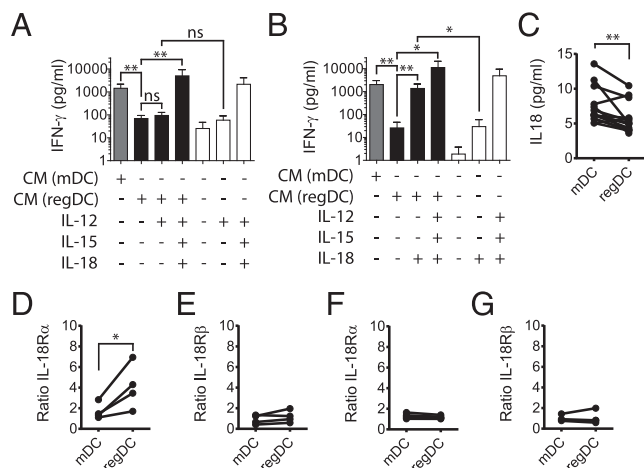 A
ns
**
** ns
IFN-γ (pg/ml)
10000
1000
100
10
1
CM (mDC) + - - - - - -
CM (regDC) - + + + - - -
IL-12 - - + + - + +
IL-15 - - - + - - +
IL-18 - - - + - - +
B
*
*
** **
IFN-γ (pg/ml)
10000
1000
100
10
1
CM (mDC) + - - - - - -
CM (regDC) - + + + - - -
IL-12 - - - + - - +
IL-15 - - - + - - +
IL-18 - - + + - + +
C
**
IL18 (pg/ml)
15
10
5
0
mDC
regDC
D
*
Ratio IL-18Rα
10
8
6
4
2
0
mDC
regDC
E
Ratio IL-18Rβ
10
8
6
4
2
0
mDC
regDC
F
Ratio IL-18Rα
10
8
6
4
2
0
mDC
regDC
G
Ratio IL-18Rβ
10
8
6
4
2
0
mDC
regDC